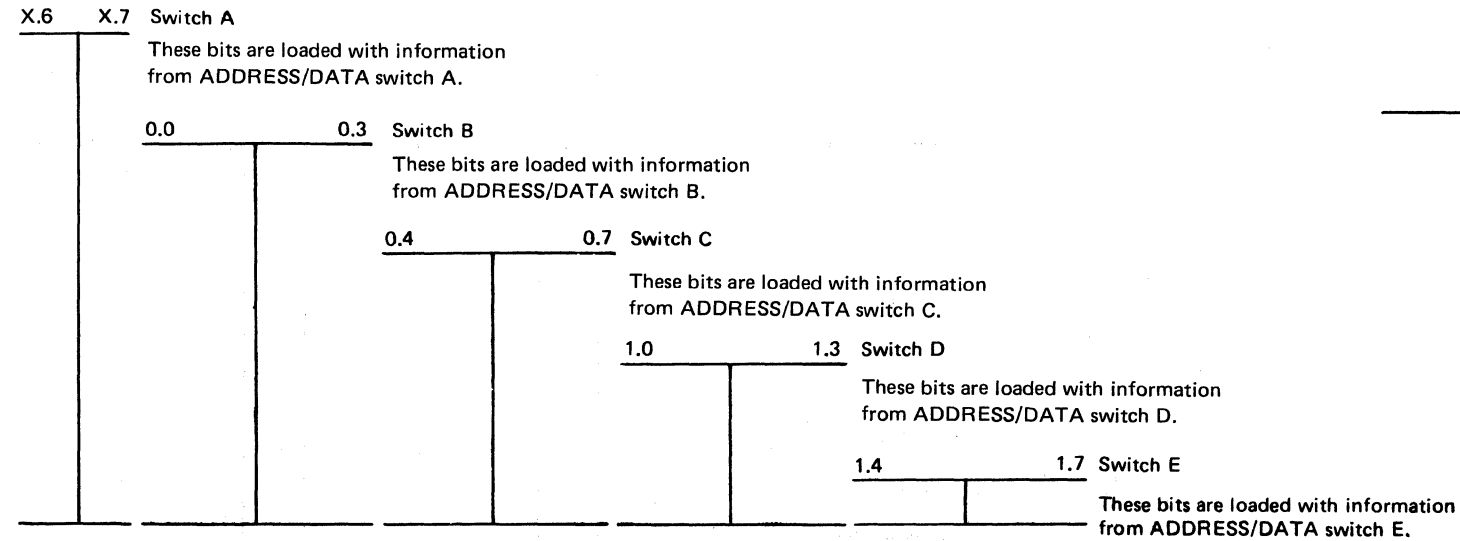 X.6 X.7 Switch A
These bits are loaded with information
from ADDRESS/DATA switch A.
0.0 0.3 Switch B
These bits are loaded with information
from ADDRESS/DATA switch B.
0.4 0.7 Switch C
These bits are loaded with information
from ADDRESS/DATA switch C.
1.0 1.3 Switch D
These bits are loaded with information
from ADDRESS/DATA switch D.
1.4 1.7 Switch E
These bits are loaded with information
from ADDRESS/DATA switch E.